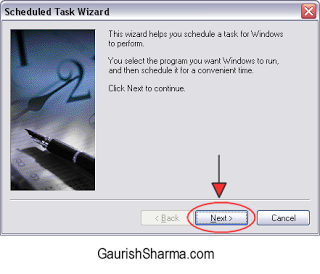 Scheduled Task Wizard
This wizard helps you schedule a task for Windows
to perform.
You select the program you want Windows to run,
and then schedule it for a convenient time.
Click Next to continue.
< Back
Next >
Cancel
GaurishSharma.com